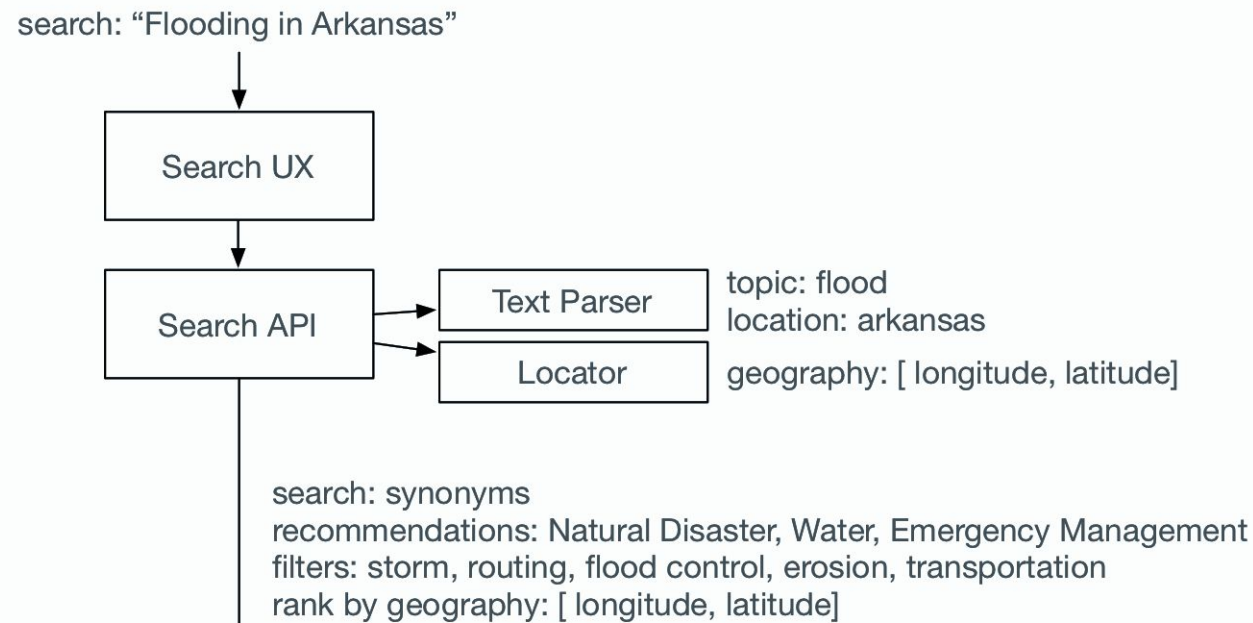 search: “Flooding in Arkansas”
Search UX
Search API
Text Parser
topic: flood
location: arkansas
Locator
geography: [ longitude, latitude]
search: synonyms
recommendations: Natural Disaster, Water, Emergency Management
filters: storm, routing, flood control, erosion, transportation
rank by geography: [ longitude, latitude]